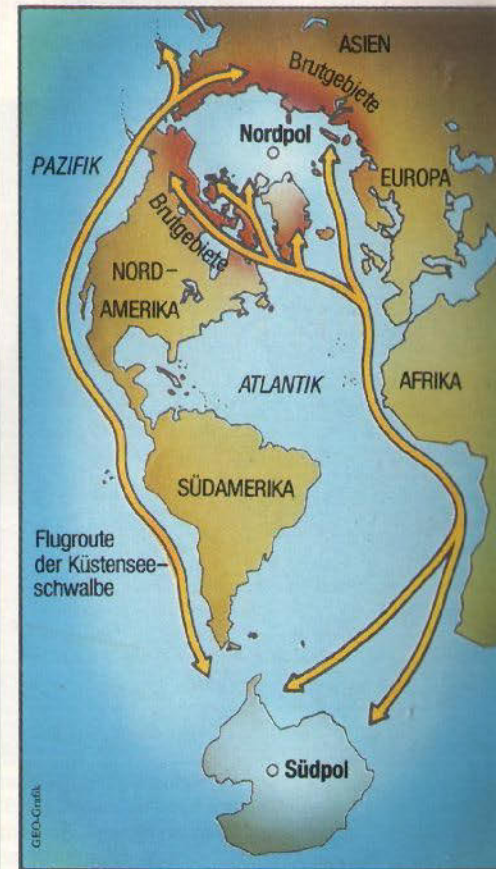 ASIEN
Brutgebiete
Nordpol
PAZIFIK
EUROPA
Brutgebiete
NORD-
AMERIKA
ATLANTIK
AFRIKA
SÜDAMERIKA
Flugroute
der Küstensee-
schwalbe
Südpol
GEO-Grafik